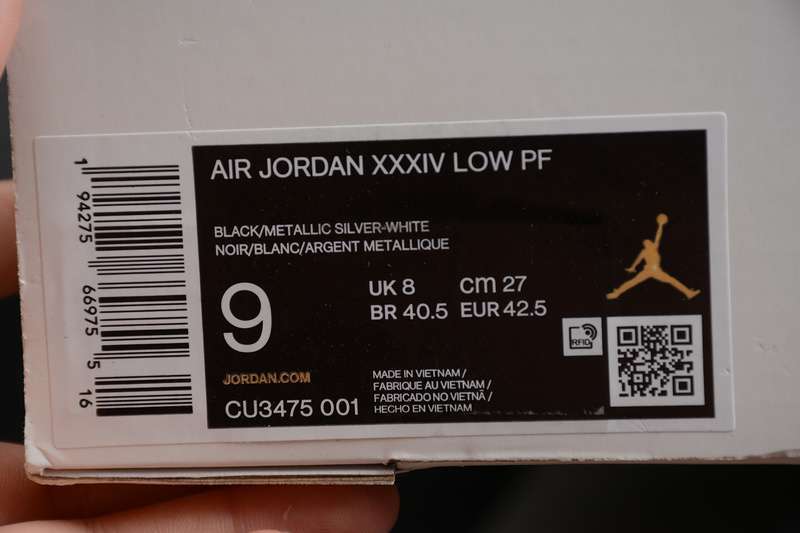 AIR JORDAN XXXIV LOW PF
BLACK/METALLIC SILVER-WHITE
NOIR/BLANC/ARGENT METALLIQUE
9
UK 8 cm 27
BR 40.5 EUR 42.5
RFID
JORDAN.COM
CU3475 001
MADE IN VIETNAM /
FABRIQUE AU VIETNAM /
FABRICADO NO VIETNÃ /
HECHO EN VIETNAM
1 94275 66975 5 16